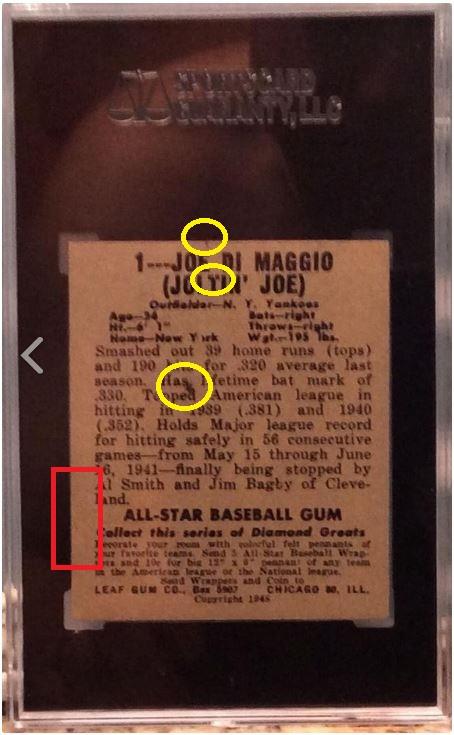 SPORTSCARD
GUARANTY, LLC
1---JOE DI MAGGIO
(JOLTIN' JOE)
Outfielder—N. Y. Yankees
Age—34 Bats—right
Ht.—6' 1" Throws—right
Home—New York Wgt.—195 lbs.
Smashed out 39 home runs (tops)
and 190 hits for .320 average last
season. Has lifetime bat mark of
.330. Topped American league in
hitting in 1939 (.381) and 1940
(.352). Holds Major league record
for hitting safely in 56 consecutive
games—from May 15 through June
16, 1941—finally being stopped by
Al Smith and Jim Bagby of Cleve-
land.
ALL-STAR BASEBALL GUM
Collect this series of Diamond Greats
Decorate your room with colorful felt pennants of
your favorite teams. Send 5 All-Star Baseball Wrap-
pers and 10c for big 12" x 6" pennant of any team
in the American league or the National league.
Send Wrappers and Coin to
LEAF GUM CO., Box 5907 CHICAGO 80, ILL.
Copyright 1948